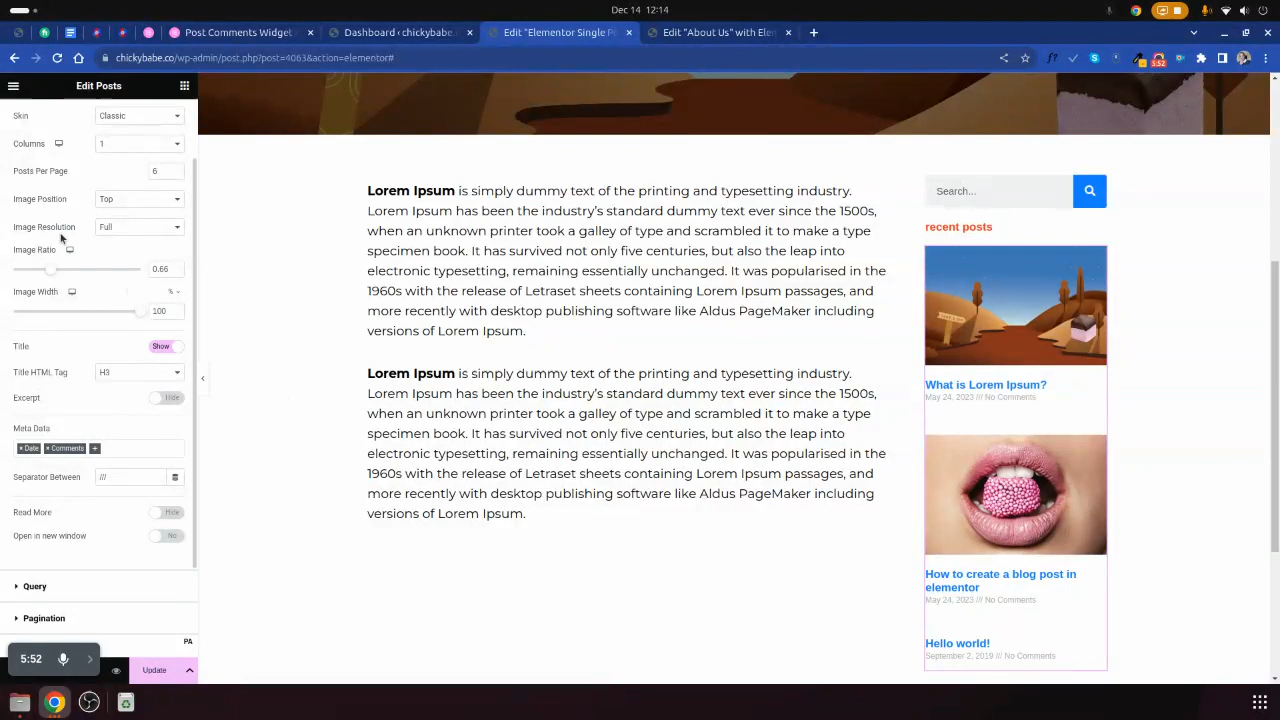 Dec 14 12:14
Post Comments Widget
Dashboard ‹ chickybabe.co
Edit "Elementor Single P
Edit "About Us" with Elem
chickybabe.co/wp-admin/post.php?post=4063&action=elementor#
5:52
Edit Posts
Skin
Classic
Columns
1
Posts Per Page
6
Image Position
Top
Image Resolution
Full
Image Ratio
0.66
Image Width
%
100
Title
Show
Title HTML Tag
H3
Excerpt
Hide
Meta Data
× Date × Comments +
Separator Between
///
Read More
Hide
Open in new window
No
Query
Pagination
PA
5:52
Update
Lorem Ipsum is simply dummy text of the printing and typesetting industry.
Lorem Ipsum has been the industry's standard dummy text ever since the 1500s,
when an unknown printer took a galley of type and scrambled it to make a type
specimen book. It has survived not only five centuries, but also the leap into
electronic typesetting, remaining essentially unchanged. It was popularised in the
1960s with the release of Letraset sheets containing Lorem Ipsum passages, and
more recently with desktop publishing software like Aldus PageMaker including
versions of Lorem Ipsum.
Lorem Ipsum is simply dummy text of the printing and typesetting industry.
Lorem Ipsum has been the industry's standard dummy text ever since the 1500s,
when an unknown printer took a galley of type and scrambled it to make a type
specimen book. It has survived not only five centuries, but also the leap into
electronic typesetting, remaining essentially unchanged. It was popularised in the
1960s with the release of Letraset sheets containing Lorem Ipsum passages, and
more recently with desktop publishing software like Aldus PageMaker including
versions of Lorem Ipsum.
Search...
recent posts
What is Lorem Ipsum?
May 24, 2023 /// No Comments
How to create a blog post in
elementor
May 24, 2023 /// No Comments
Hello world!
September 2, 2019 /// No Comments